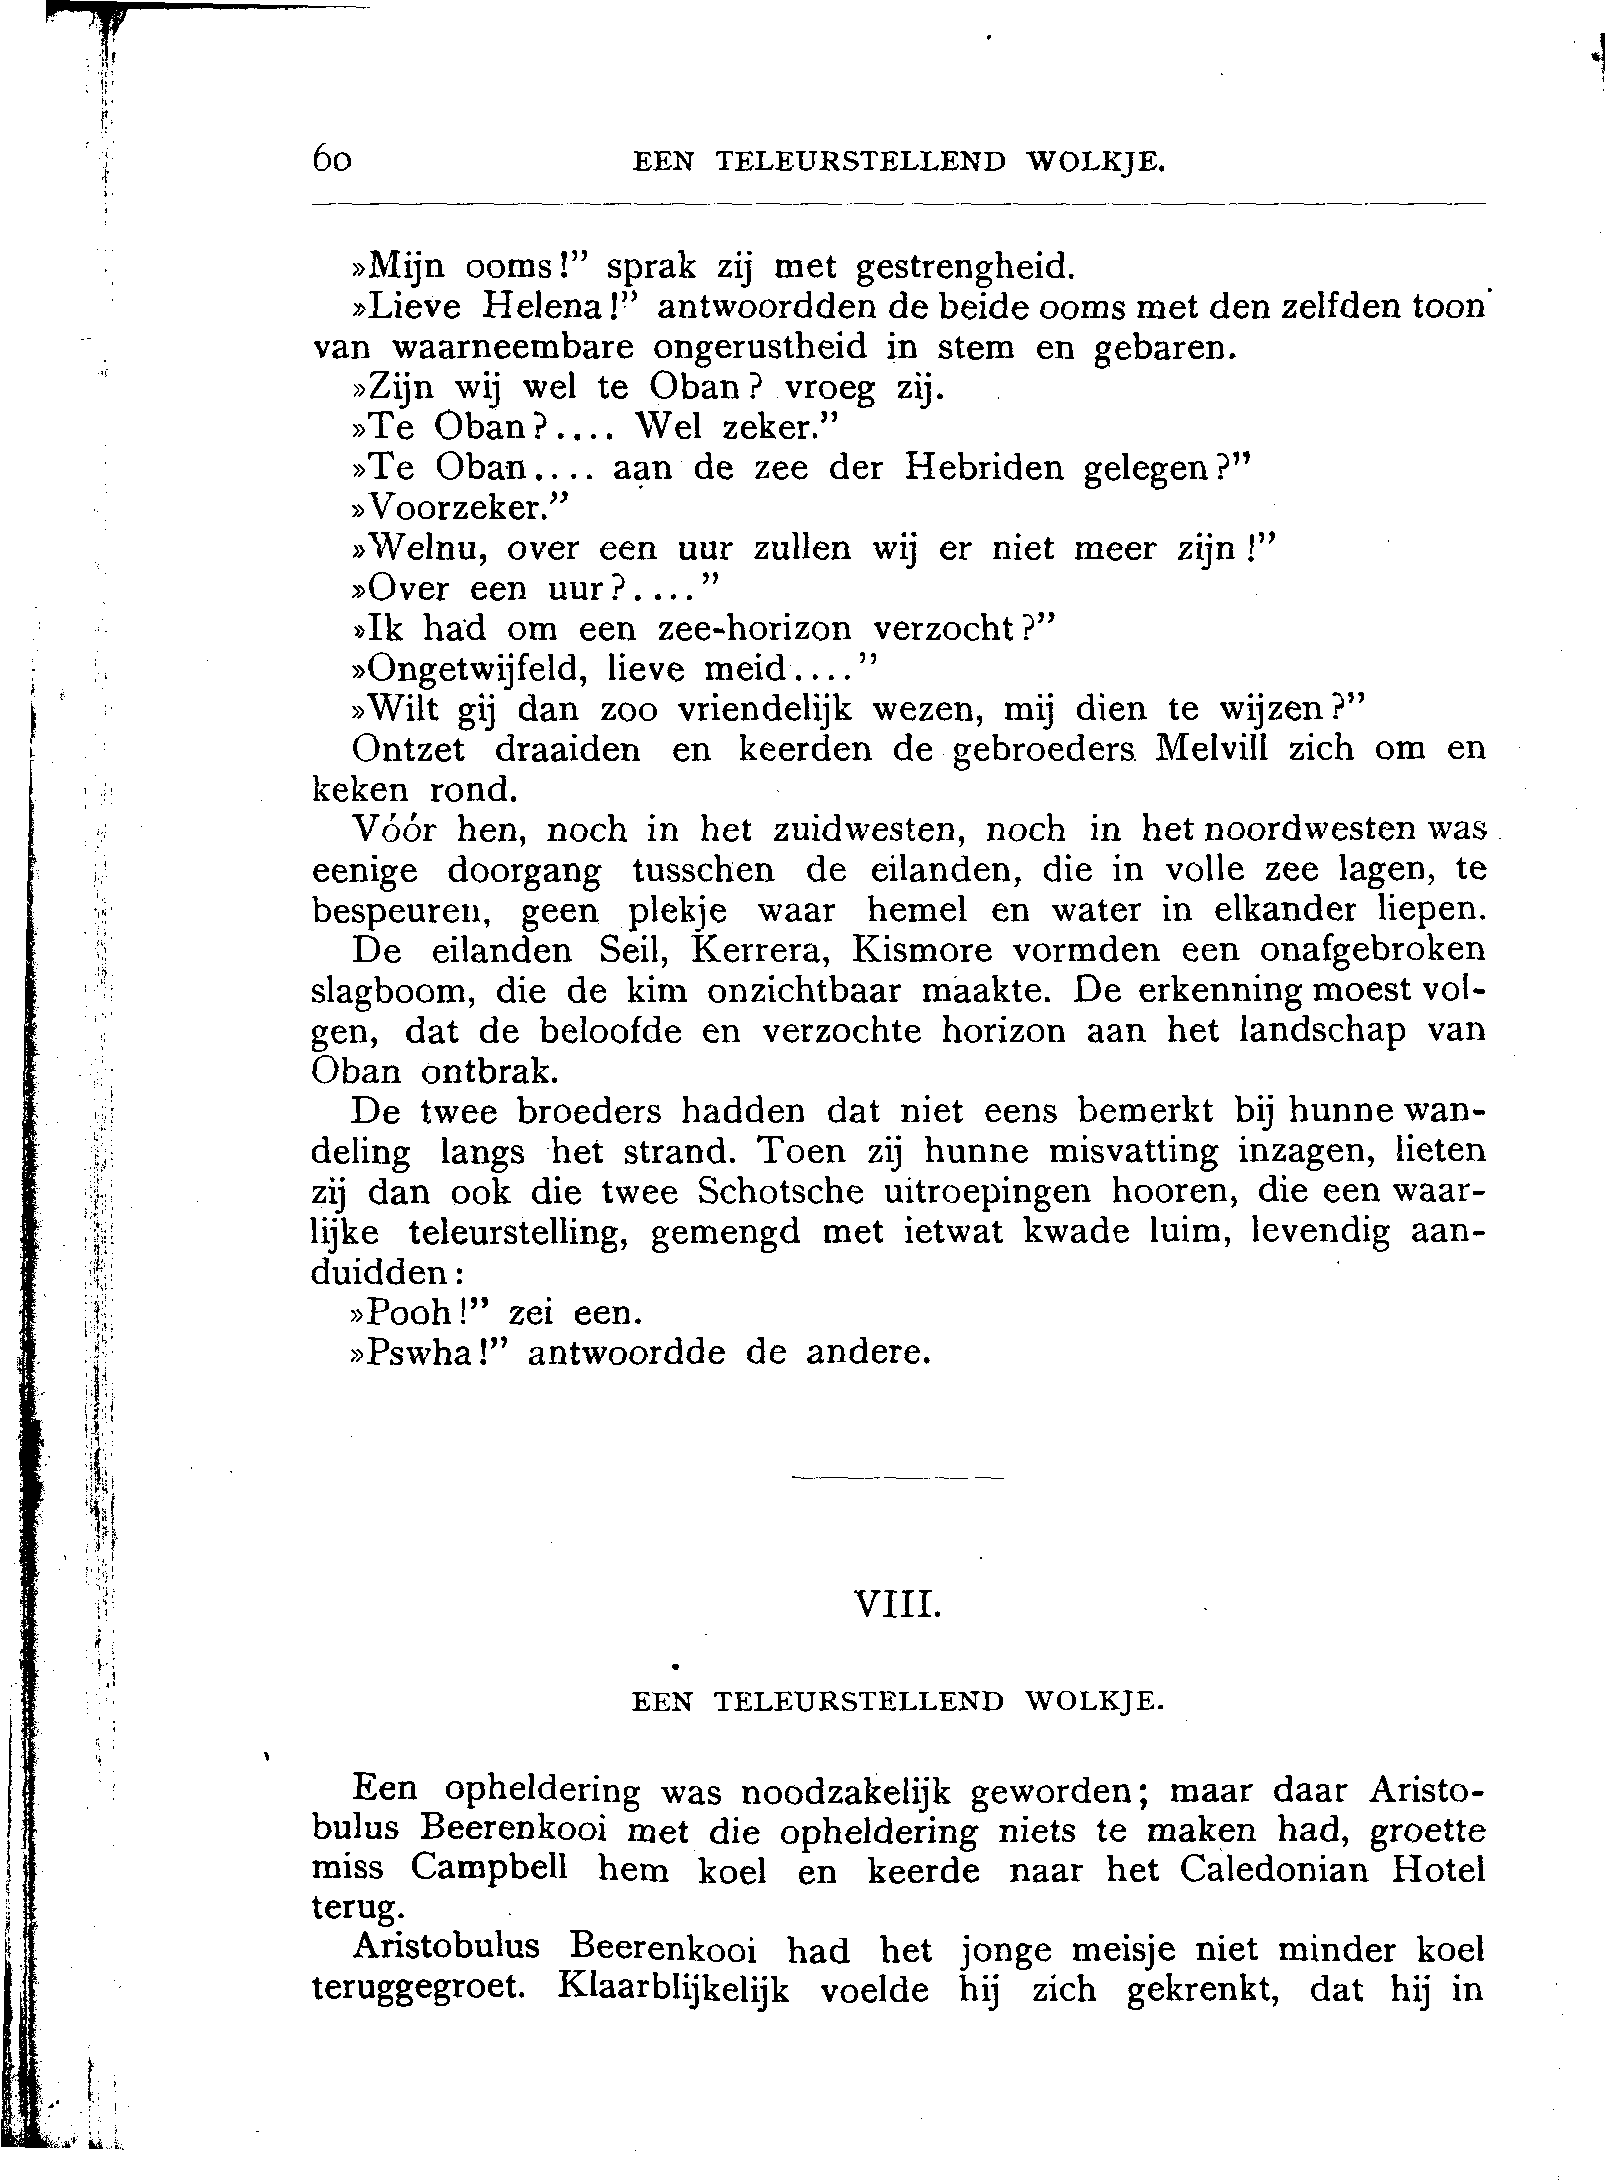 60 EEN TELEURSTELLEND WOLKJE.
»Mijn ooms!” sprak zij met gestrengheid.
»Lieve Helena!” antwoordden de beide ooms met den zelfden toon
van waarneembare ongerustheid in stem en gebaren.
»Zijn wij wel te Oban? vroeg zij.
»Te Oban?.... Wel zeker.”
»Te Oban.... aan de zee der Hebriden gelegen?”
»Voorzeker.”
»Welnu, over een uur zullen wij er niet meer zijn!”
»Over een uur?....”
»Ik had om een zee-horizon verzocht?”
»Ongetwijfeld, lieve meid....”
»Wilt gij dan zoo vriendelijk wezen, mij dien te wijzen?”
Ontzet draaiden en keerden de gebroeders Melvill zich om en
keken rond.
Vóór hen, noch in het zuidwesten, noch in het noordwesten was
eenige doorgang tusschen de eilanden, die in volle zee lagen, te
bespeuren, geen plekje waar hemel en water in elkander liepen.
De eilanden Seil, Kerrera, Kismore vormden een onafgebroken
slagboom, die de kim onzichtbaar maakte. De erkenning moest vol-
gen, dat de beloofde en verzochte horizon aan het landschap van
Oban ontbrak.
De twee broeders hadden dat niet eens bemerkt bij hunne wan-
deling langs het strand. Toen zij hunne misvatting inzagen, lieten
zij dan ook die twee Schotsche uitroepingen hooren, die een waar-
lijke teleurstelling, gemengd met ietwat kwade luim, levendig aan-
duidden:
»Pooh!” zei een.
»Pswha!” antwoordde de andere.
VIII.
EEN TELEURSTELLEND WOLKJE.
Een opheldering was noodzakelijk geworden; maar daar Aristo-
bulus Beerenkooi met die opheldering niets te maken had, groette
miss Campbell hem koel en keerde naar het Caledonian Hotel
terug.
Aristobulus Beerenkooi had het jonge meisje niet minder koel
teruggegroet. Klaarblijkelijk voelde hij zich gekrenkt, dat hij in